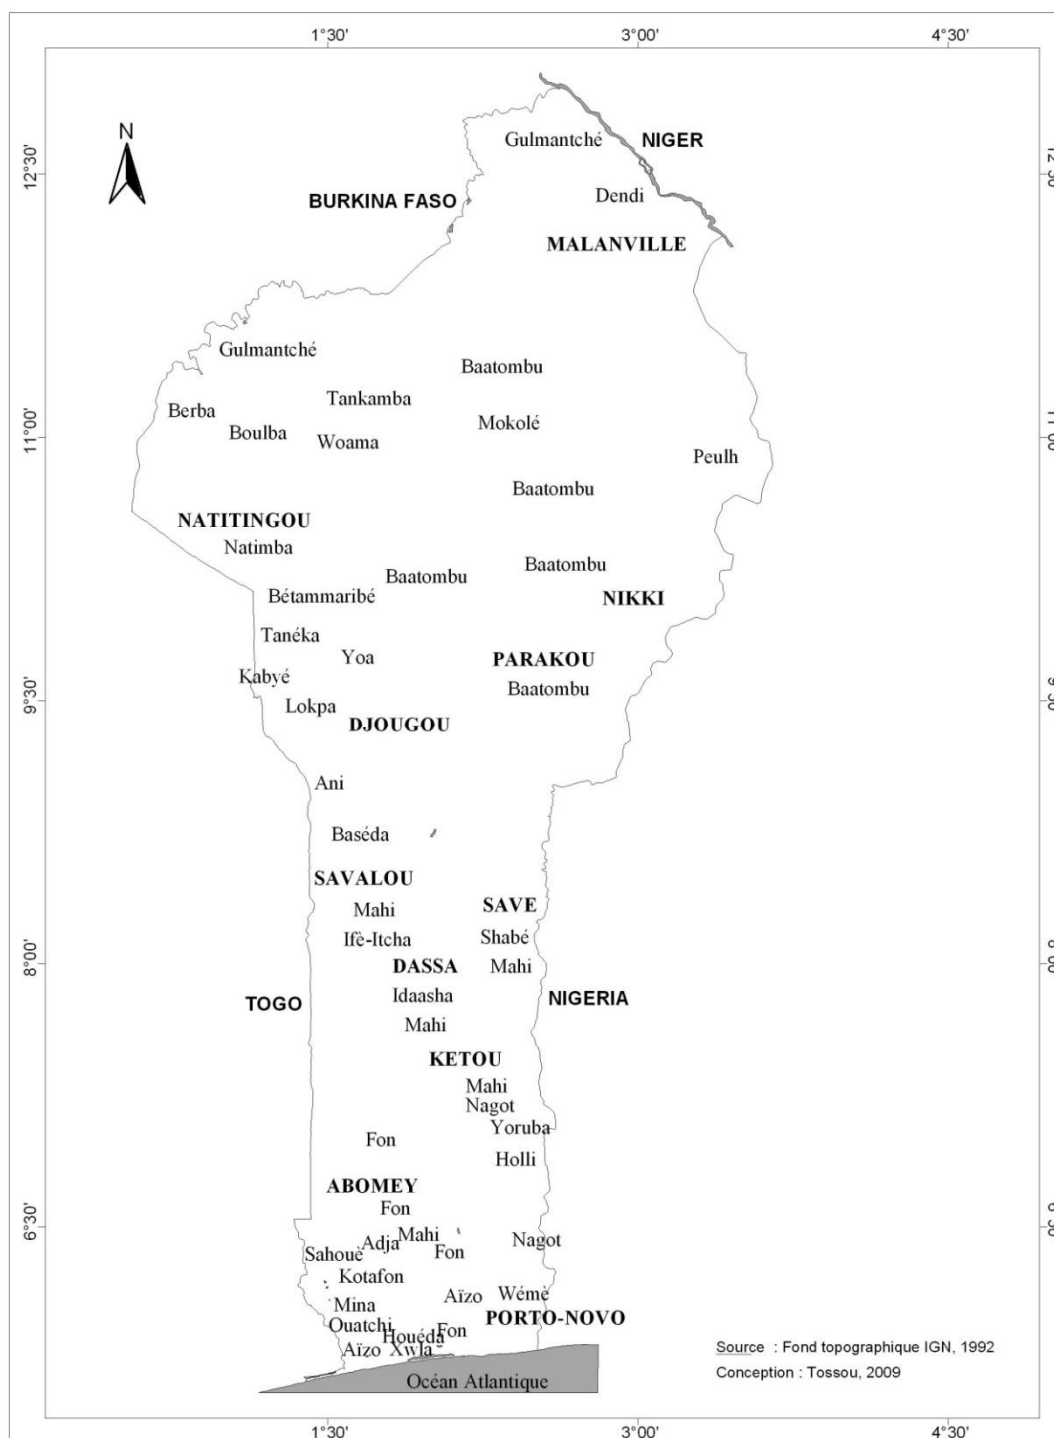 1°30' 3°00' 4°30'
N
Gulmantché
NIGER
12°30'
Dendi
BURKINA FASO
MALANVILLE
Gulmantché
Baatombu
Tankamba
Berba
Mokolé
Boulba
Woama
11°00'
Peulh
Baatombu
NATITINGOU
Natimba
Baatombu
Baatombu
Bétammaribé
NIKKI
Tanéka
Yoa
PARAKOU
Kabyé
Baatombu
9°30'
Lokpa
DJOUGOU
Ani
Baséda
SAVALOU
SAVE
Mahi
Ifè-Itcha
Shabé
8°00'
DASSA
Mahi
Idaasha
TOGO
NIGERIA
Mahi
KETOU
Mahi
Nagot
Yoruba
Fon
Holli
ABOMEY
Fon
6°30'
Mahi
Nagot
Adja
Sahouè
Fon
Kotafon
Aïzo
Wémè
Mina
PORTO-NOVO
Ouatchi
Fon
Houéda
Aïzo
Xwla
Source : Fond topographique IGN, 1992
Conception : Tossou, 2009
Océan Atlantique
1°30' 3°00' 4°30'